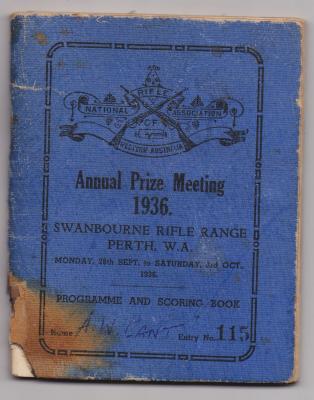 RIFLE
NATIONAL ASSOCIATION
OF
WESTERN AUSTRALIA
Annual Prize Meeting
1936.
SWANBOURNE RIFLE RANGE
PERTH, W.A.
MONDAY, 28th SEPT. to SATURDAY, 3rd OCT.,
1936.
PROGRAMME AND SCORING BOOK
Name A. W. Cant Entry No. 115